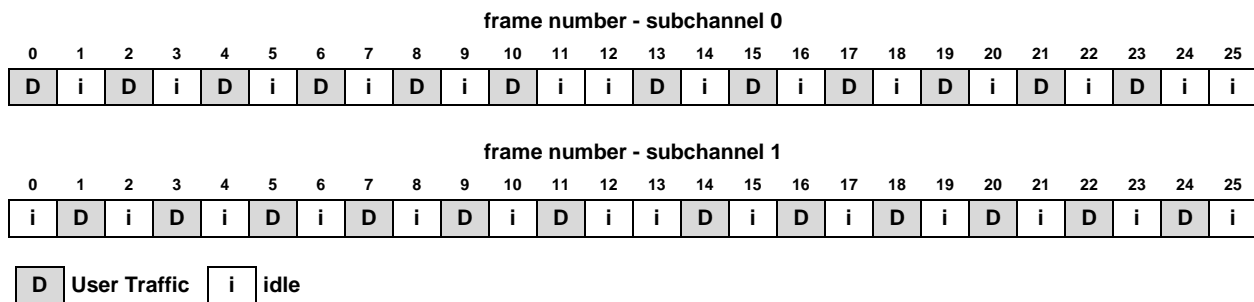 frame number - subchannel 0
0 1 2 3 4 5 6 7 8 9 10 11 12 13 14 15 16 17 18 19 20 21 22 23 24 25
D i D i D i D i D i D i i D i D i D i D i D i D i i
frame number - subchannel 1
0 1 2 3 4 5 6 7 8 9 10 11 12 13 14 15 16 17 18 19 20 21 22 23 24 25
i D i D i D i D i D i D i i D i D i D i D i D i D i
D User Traffic i idle